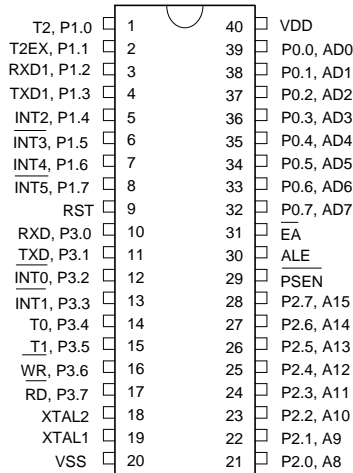 T2, P1.0 1 40 VDD
T2EX, P1.1 2 39 P0.0, AD0
RXD1, P1.2 3 38 P0.1, AD1
TXD1, P1.3 4 37 P0.2, AD2
INT2, P1.4 5 36 P0.3, AD3
INT3, P1.5 6 35 P0.4, AD4
INT4, P1.6 7 34 P0.5, AD5
INT5, P1.7 8 33 P0.6, AD6
RST 9 32 P0.7, AD7
RXD, P3.0 10 31 EA
TXD, P3.1 11 30 ALE
INT0, P3.2 12 29 PSEN
INT1, P3.3 13 28 P2.7, A15
T0, P3.4 14 27 P2.6, A14
T1, P3.5 15 26 P2.5, A13
WR, P3.6 16 25 P2.4, A12
RD, P3.7 17 24 P2.3, A11
XTAL2 18 23 P2.2, A10
XTAL1 19 22 P2.1, A9
VSS 20 21 P2.0, A8